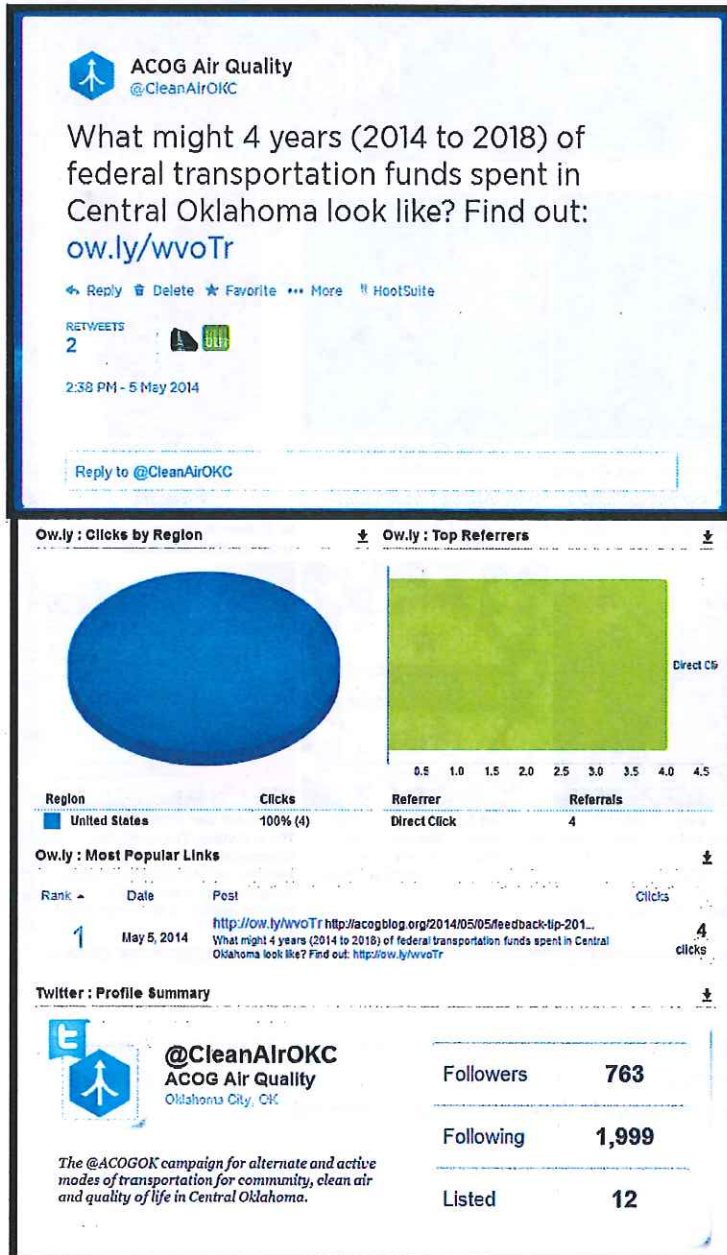 ACOG Air Quality
@CleanAirOKC
What might 4 years (2014 to 2018) of
federal transportation funds spent in
Central Oklahoma look like? Find out:
ow.ly/wvoTr
Reply Delete Favorite More HootSuite
RETWEETS
2
2:38 PM - 5 May 2014
Reply to @CleanAirOKC
Ow.ly : Clicks by Region
Ow.ly : Top Referrers
Direct Cli
0.5 1.0 1.5 2.0 2.5 3.0 3.5 4.0 4.5
Region Clicks
United States 100% (4)
Referrer Referrals
Direct Click 4
Ow.ly : Most Popular Links
Rank Date Post Clicks
1 May 5, 2014 http://ow.ly/wvoTr http://acogblog.org/2014/05/05/feedback-tip-201... 4 clicks
What might 4 years (2014 to 2018) of federal transportation funds spent in Central
Oklahoma look like? Find out: http://ow.ly/wvoTr
Twitter : Profile Summary
@CleanAirOKC
ACOG Air Quality
Oklahoma City, OK
The @ACOGOK campaign for alternate and active
modes of transportation for community, clean air
and quality of life in Central Oklahoma.
Followers 763
Following 1,999
Listed 12